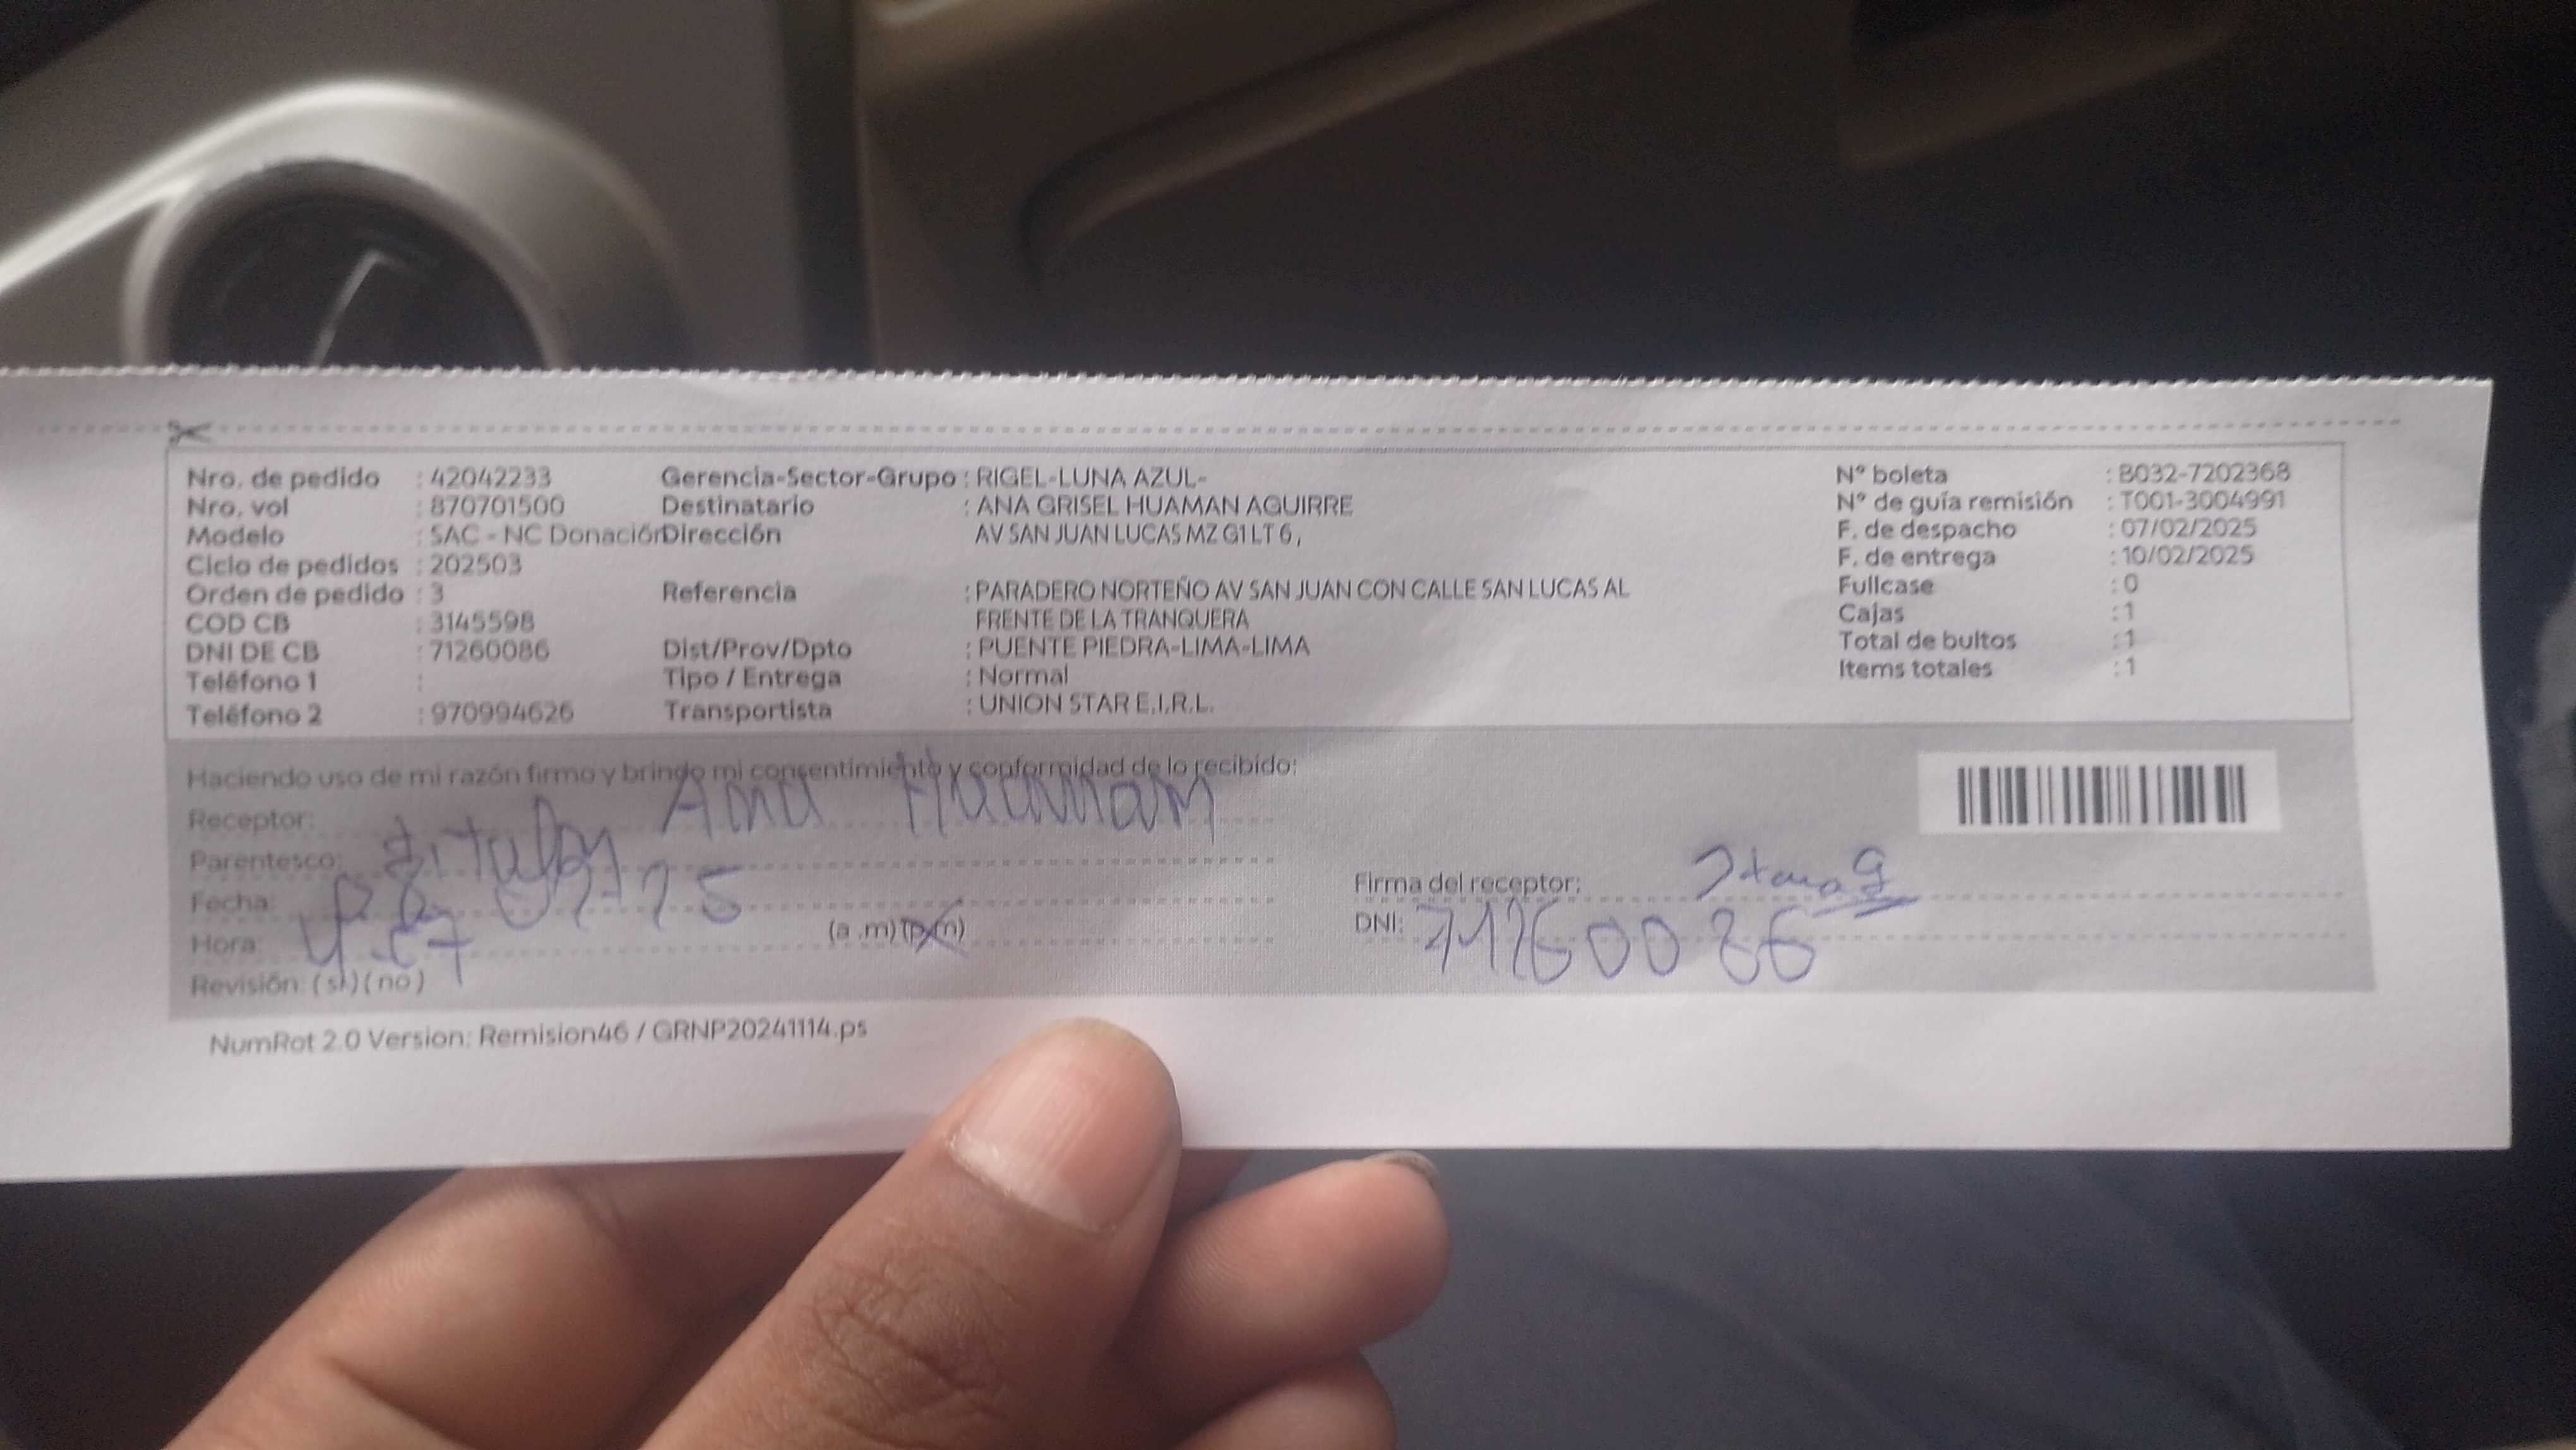 Nro. de pedido : 42042233 Gerencia-Sector-Grupo : RIGEL-LUNA AZUL- N° boleta : B032-7202368
Nro. vol : 870701500 Destinatario : ANA GRISEL HUAMAN AGUIRRE N° de guía remisión : T001-3004991
Modelo : SAC - NC Donación Dirección AV SAN JUAN LUCAS MZ G1 LT 6 , F. de despacho : 07/02/2025
Ciclo de pedidos : 202503 F. de entrega : 10/02/2025
Orden de pedido : 3 Referencia : PARADERO NORTEÑO AV SAN JUAN CON CALLE SAN LUCAS AL Fullcase : 0
COD CB : 3145598 FRENTE DE LA TRANQUERA Cajas : 1
DNI DE CB : 71260086 Dist/Prov/Dpto : PUENTE PIEDRA-LIMA-LIMA Total de bultos : 1
Teléfono 1 : Tipo / Entrega : Normal Items totales : 1
Teléfono 2 : 970994626 Transportista : UNION STAR E.I.R.L.
Haciendo uso de mi razón firmo y brindo mi consentimiento y conformidad de lo recibido:
Receptor: Ana Huaman
Parentesco: titular
Fecha:
Firma del receptor:
Hora: (a .m) (p.m)
DNI: 71260086
Revisión: (si) (no)
NumRot 2.0 Version: Remision46 / GRNP20241114.ps